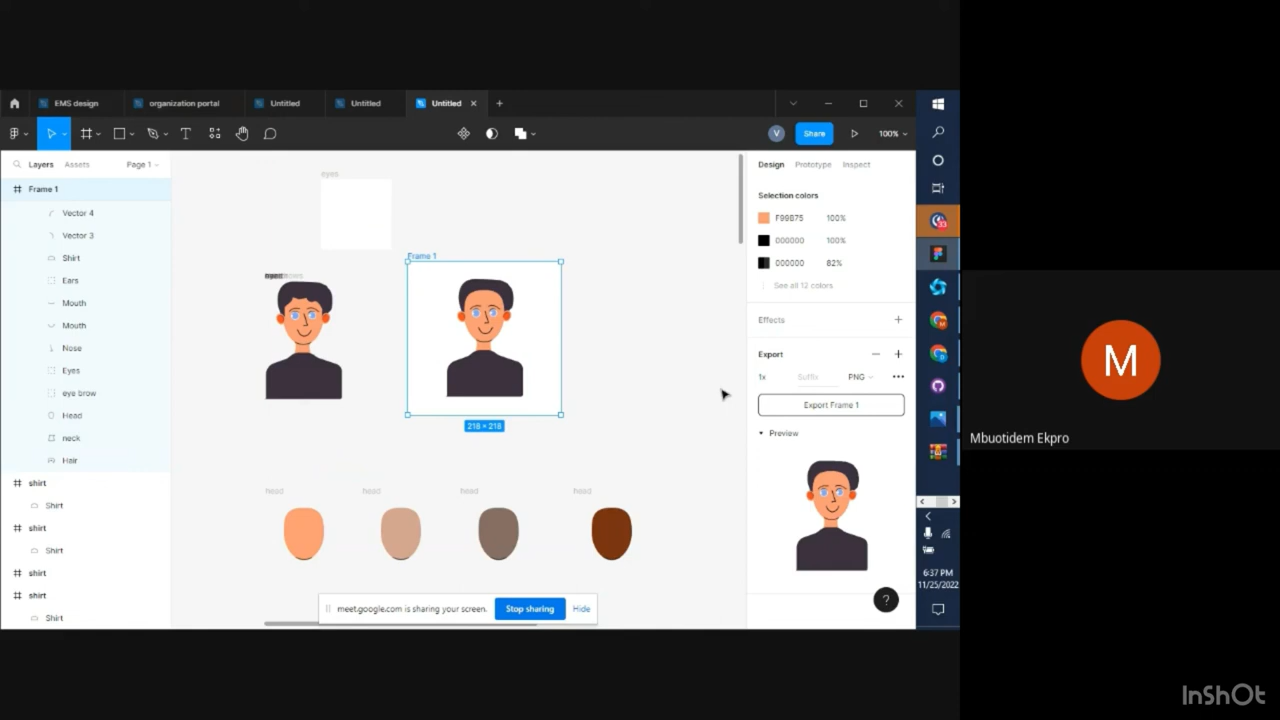 EMS design
organization portal
Untitled
Untitled
Untitled
Share
100%
V
Layers
Assets
Page 1
Design
Prototype
Inspect
Frame 1
Vector 4
Vector 3
Shirt
Ears
Mouth
Mouth
Nose
Eyes
eye brow
Head
neck
Hair
shirt
Shirt
shirt
Shirt
shirt
shirt
Shirt
eyes
Frame 1
218 × 218
head
head
head
head
Selection colors
F99B75 100%
000000 100%
000000 82%
See all 12 colors
Effects
Export
1x
Suffix
PNG
Export Frame 1
Preview
?
meet.google.com is sharing your screen.
Stop sharing
Hide
6:37 PM
11/25/2022
M
Mbuotidem Ekpro
InShOt